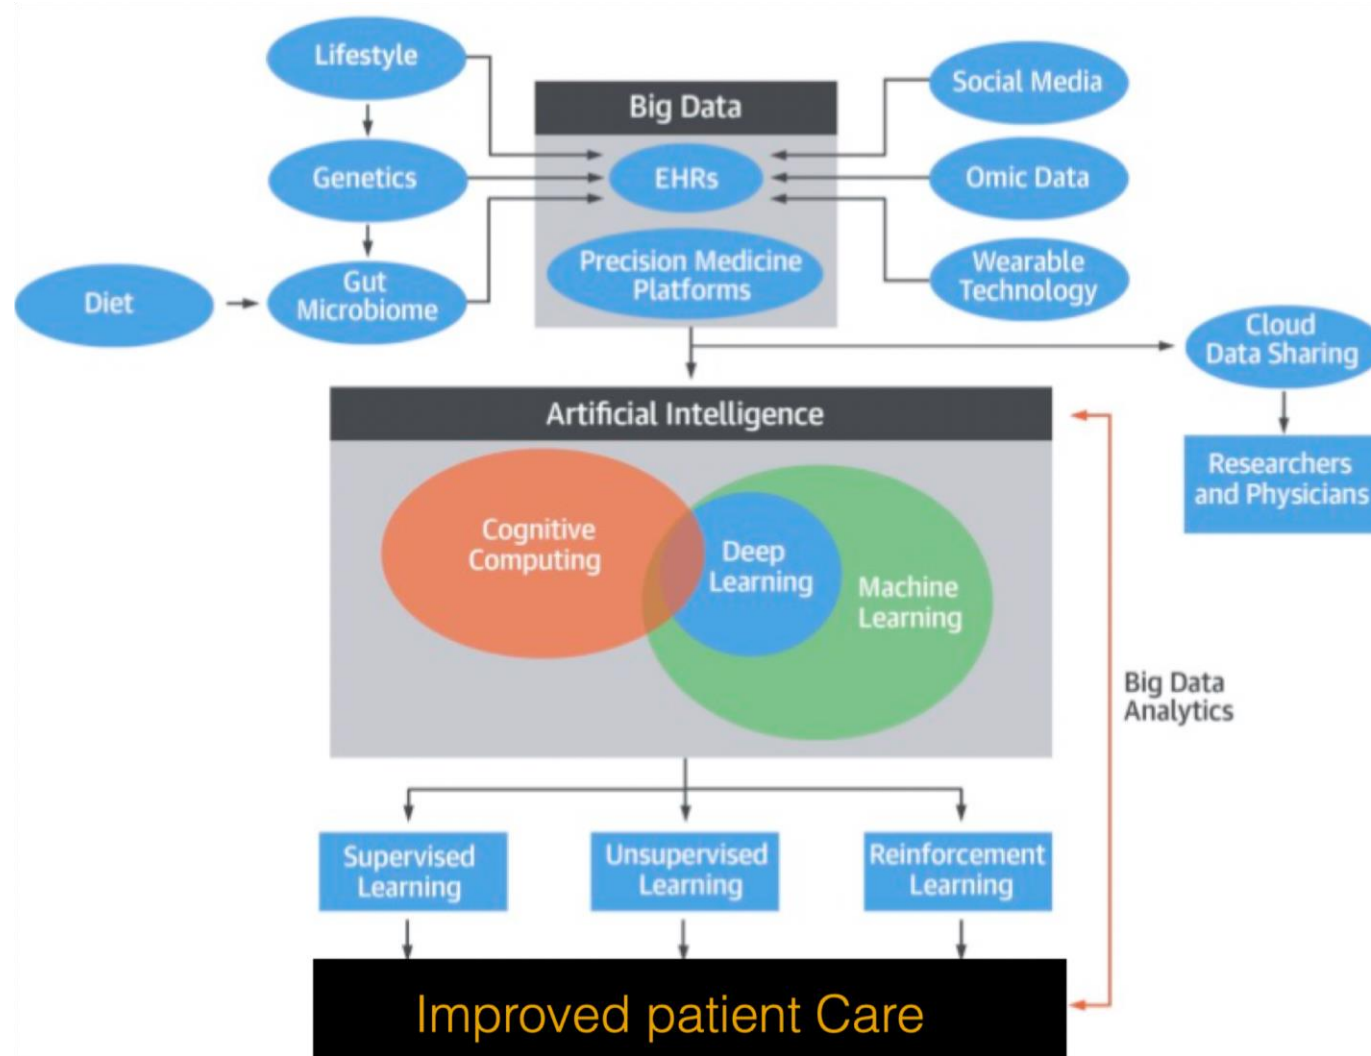 Lifestyle
Social Media
Big Data
Genetics
EHRs
Omic Data
Diet
Gut
Microbiome
Precision Medicine
Platforms
Wearable
Technology
Cloud
Data Sharing
Researchers
and Physicians
Artificial Intelligence
Cognitive
Computing
Deep
Learning
Machine
Learning
Big Data
Analytics
Supervised
Learning
Unsupervised
Learning
Reinforcement
Learning
Improved patient Care